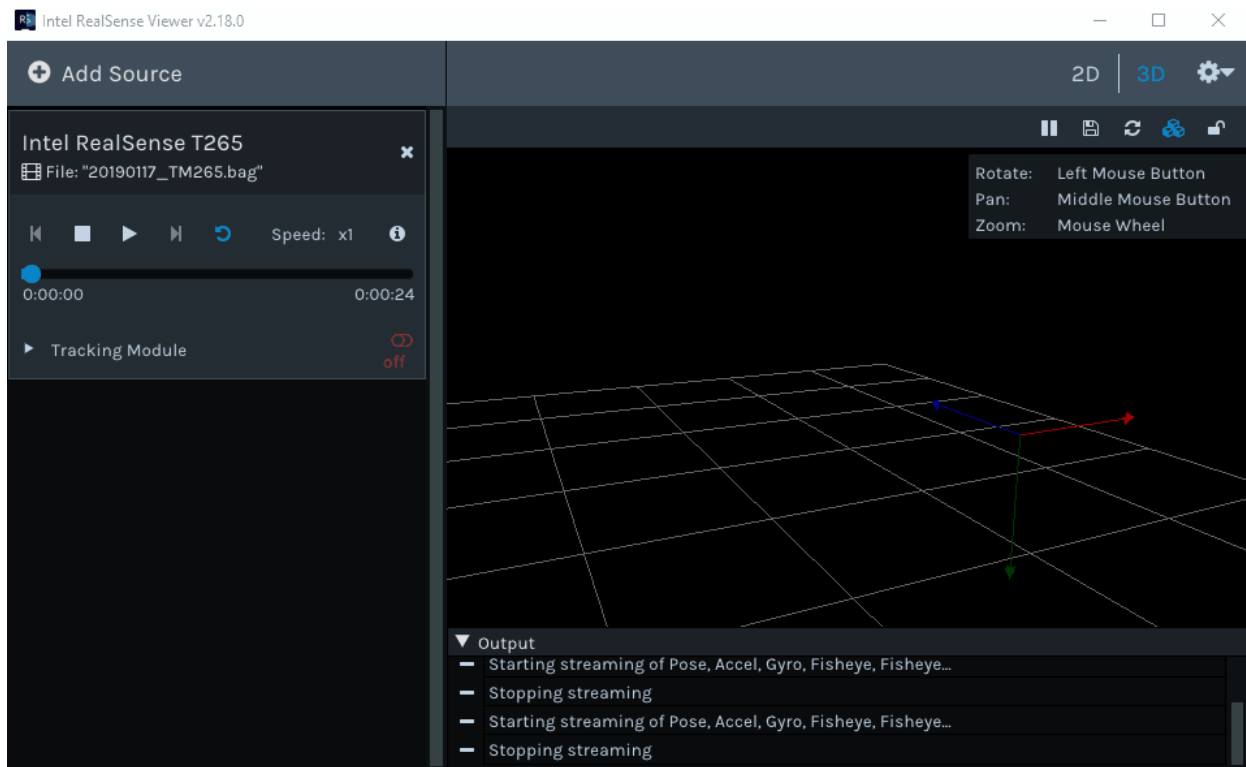 RS Intel RealSense Viewer v2.18.0
Add Source
2D 3D
Intel RealSense T265
File: "20190117_TM265.bag"
Speed: x1
0:00:00 0:00:24
Tracking Module
off
Rotate: Left Mouse Button
Pan: Middle Mouse Button
Zoom: Mouse Wheel
Output
Starting streaming of Pose, Accel, Gyro, Fisheye, Fisheye...
Stopping streaming
Starting streaming of Pose, Accel, Gyro, Fisheye, Fisheye...
Stopping streaming